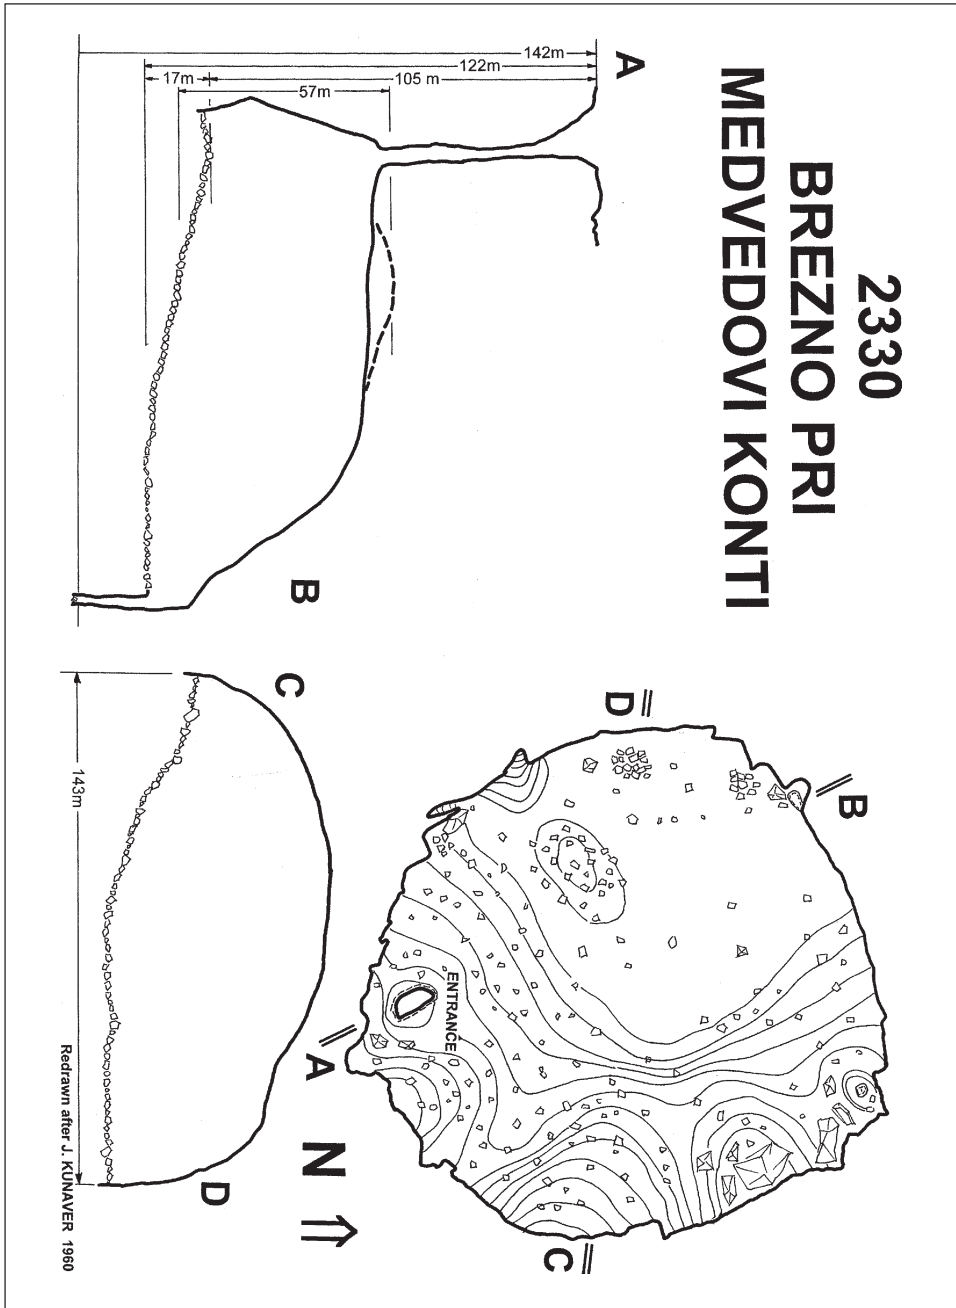 2330
BREZNO PRI
MEDVEDOVI KONTI
A
142m
122m
17m
105 m
57m
B
C
143m
D
D
B
ENTRANCE
A
C
N
Redrawn after J. KUNAVER 1960